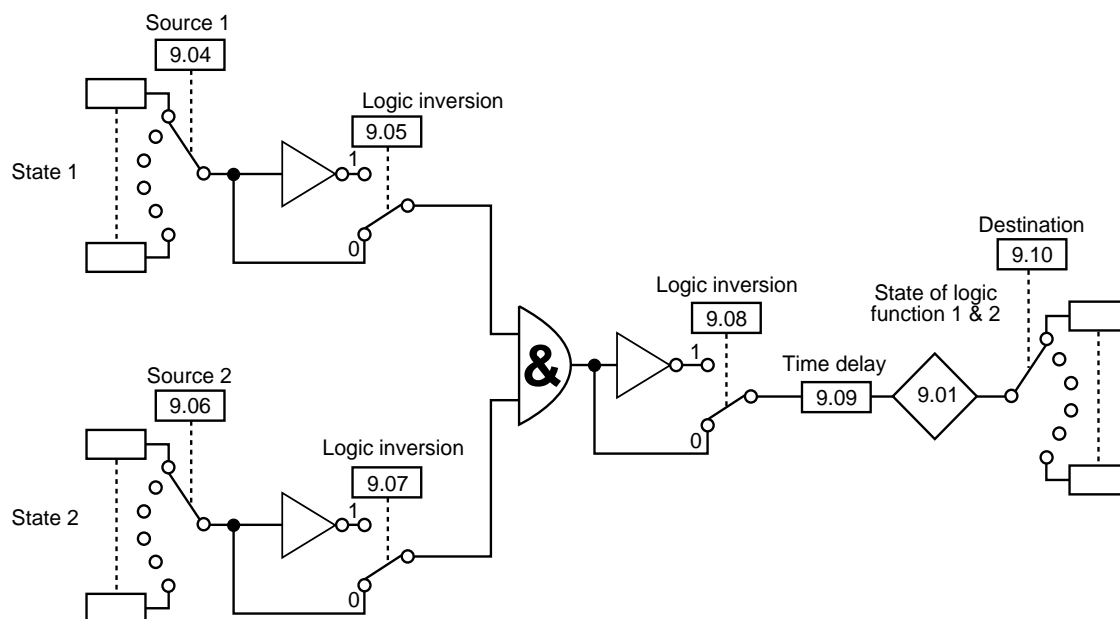 Source 1
9.04
Logic inversion
9.05
1
State 1
0
Destination
9.10
Logic inversion
9.08
State of logic
function 1 & 2
&
1
Time delay
9.09
9.01
0
Source 2
9.06
Logic inversion
9.07
1
State 2
0